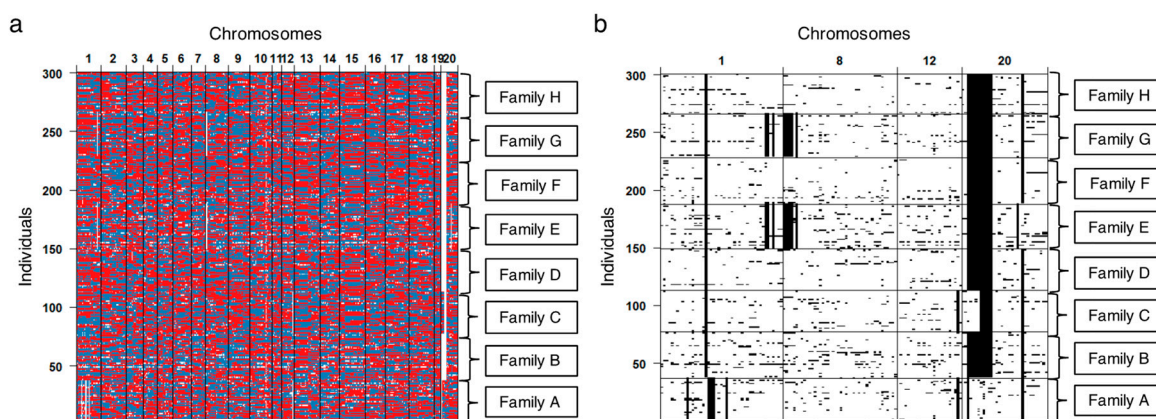 a
Chromosomes
1 2 3 4 5 6 7 8 9 10 11 12 13 14 15 16 17 18 19 20
300
250
200
150
100
50
Individuals
Family H
Family G
Family F
Family E
Family D
Family C
Family B
Family A
b
Chromosomes
1 8 12 20
300
250
200
150
100
50
Individuals
Family H
Family G
Family F
Family E
Family D
Family C
Family B
Family A